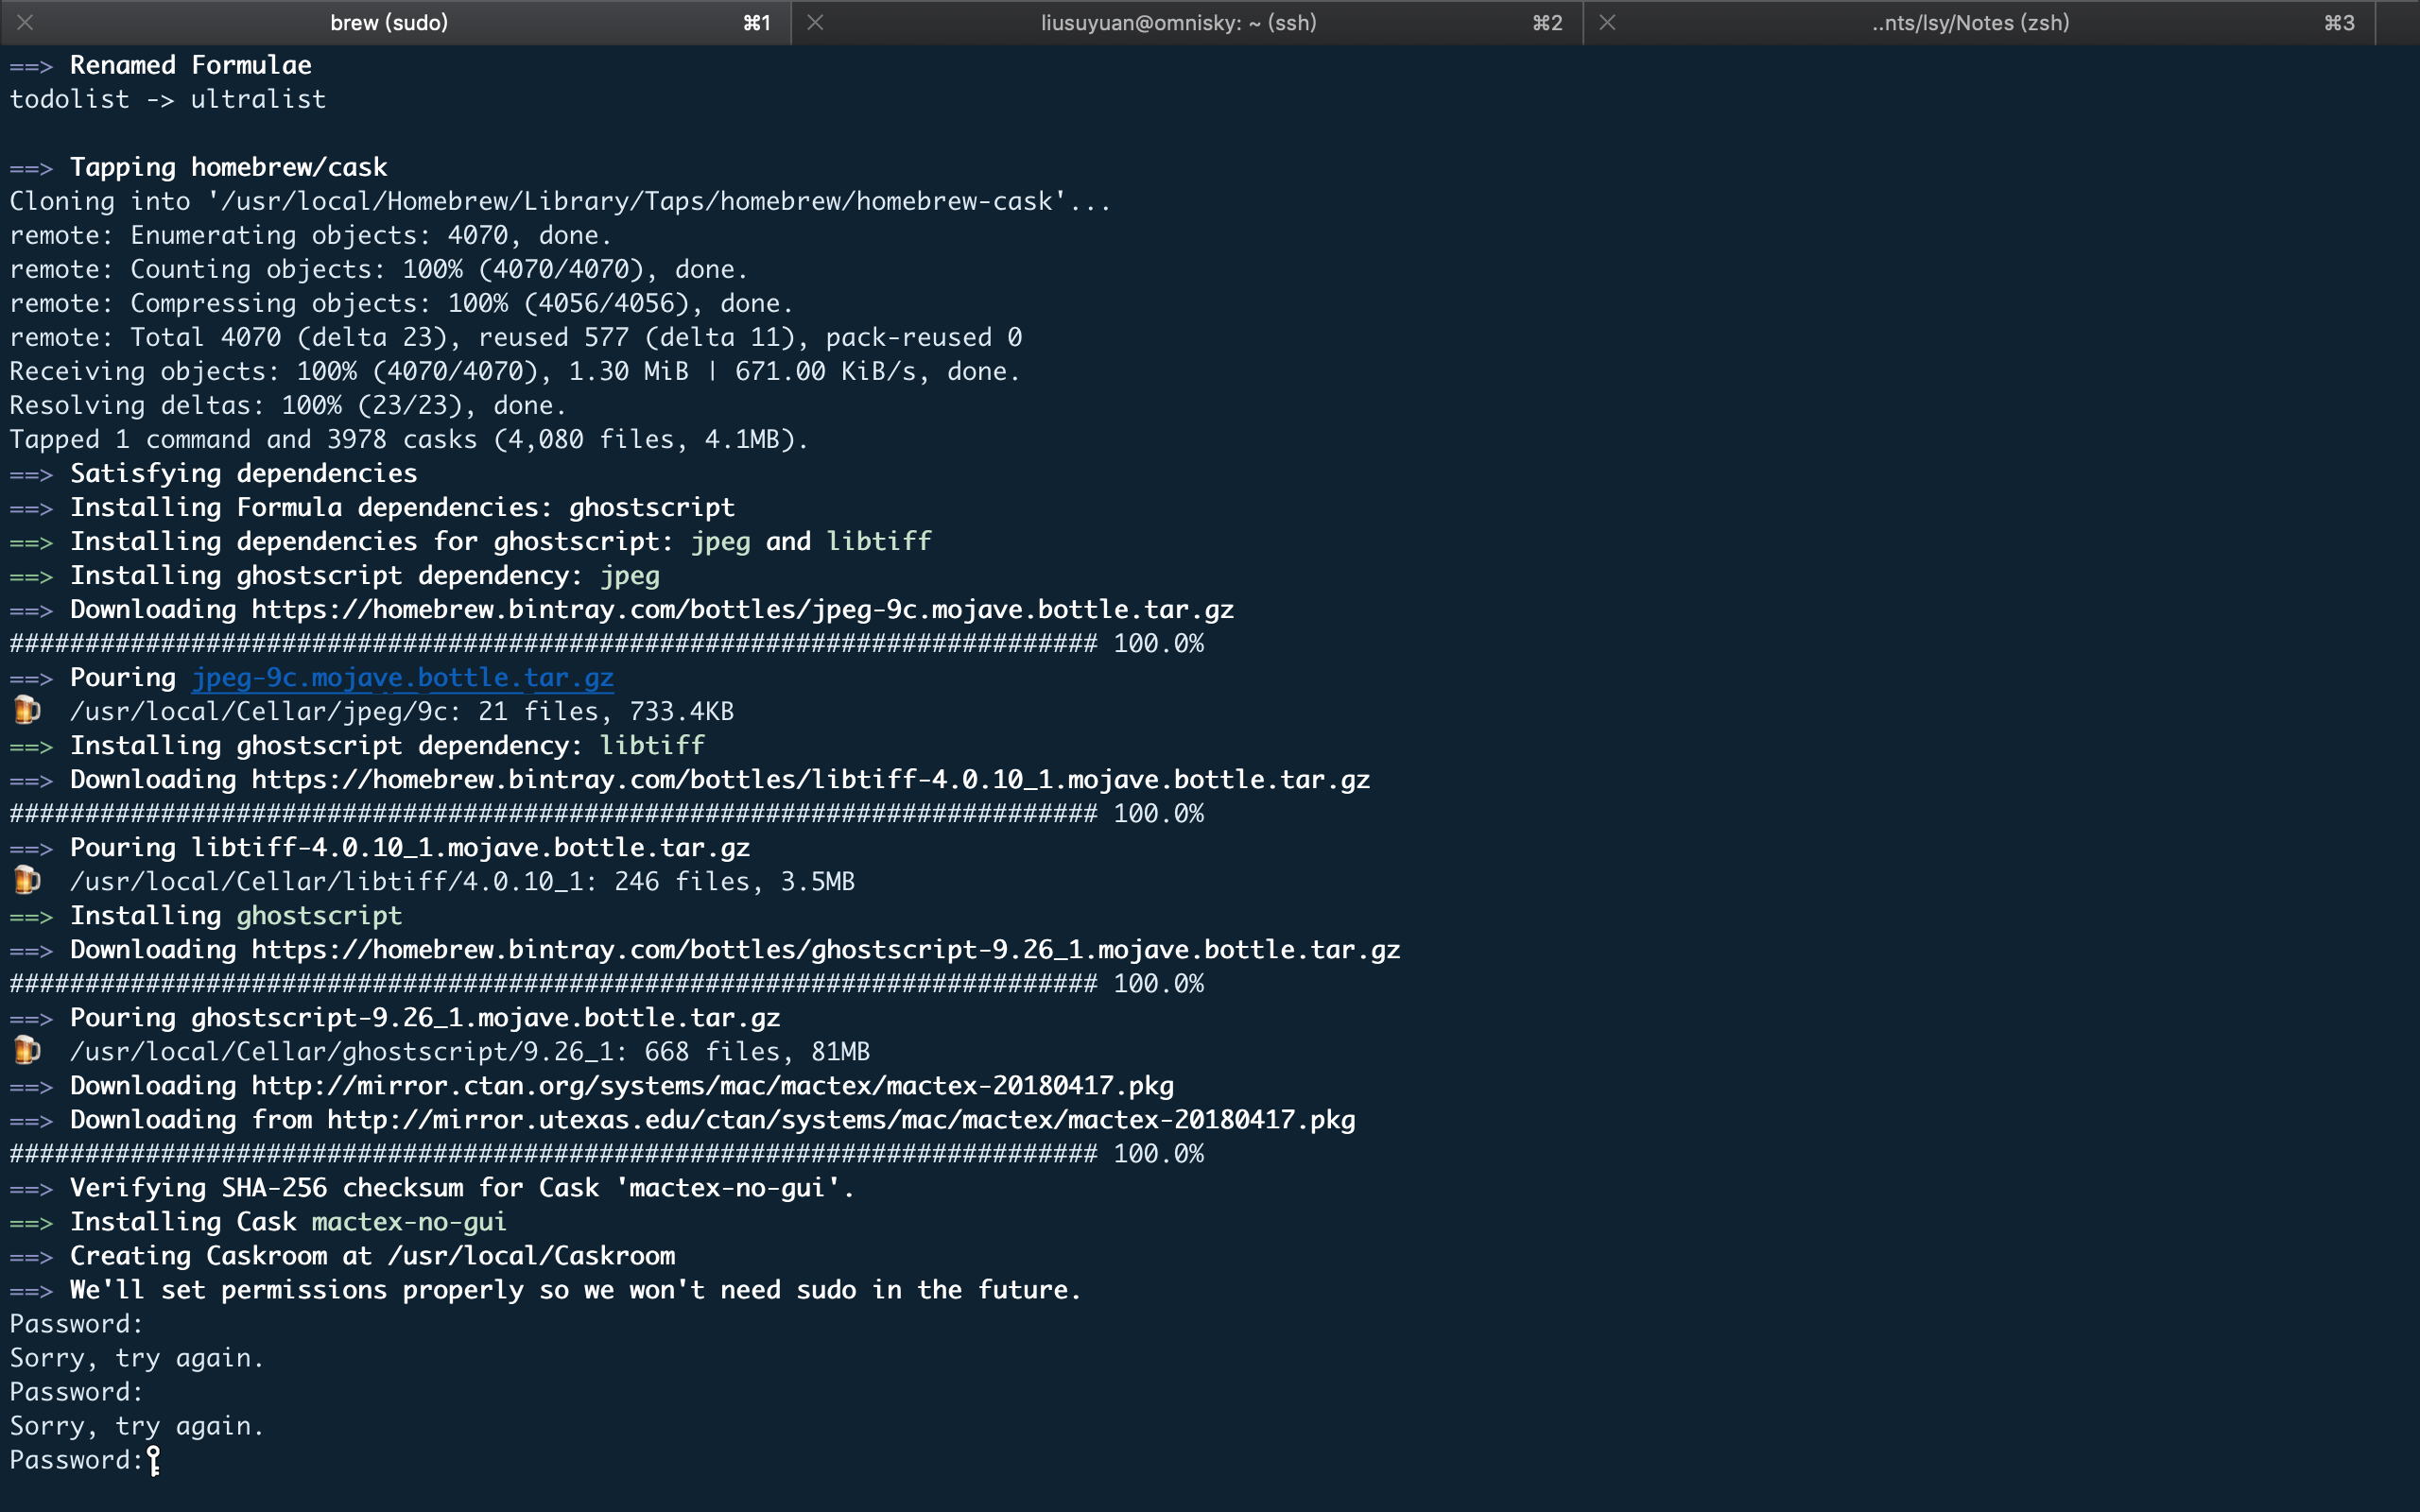 brew (sudo) ⌘1 liusuyuan@omnisky: ~ (ssh) ⌘2 ..nts/lsy/Notes (zsh) ⌘3
==> Renamed Formulae
todolist -> ultralist
==> Tapping homebrew/cask
Cloning into '/usr/local/Homebrew/Library/Taps/homebrew/homebrew-cask'...
remote: Enumerating objects: 4070, done.
remote: Counting objects: 100% (4070/4070), done.
remote: Compressing objects: 100% (4056/4056), done.
remote: Total 4070 (delta 23), reused 577 (delta 11), pack-reused 0
Receiving objects: 100% (4070/4070), 1.30 MiB | 671.00 KiB/s, done.
Resolving deltas: 100% (23/23), done.
Tapped 1 command and 3978 casks (4,080 files, 4.1MB).
==> Satisfying dependencies
==> Installing Formula dependencies: ghostscript
==> Installing dependencies for ghostscript: jpeg and libtiff
==> Installing ghostscript dependency: jpeg
==> Downloading https://homebrew.bintray.com/bottles/jpeg-9c.mojave.bottle.tar.gz
######################################################################## 100.0%
==> Pouring jpeg-9c.mojave.bottle.tar.gz
🍺 /usr/local/Cellar/jpeg/9c: 21 files, 733.4KB
==> Installing ghostscript dependency: libtiff
==> Downloading https://homebrew.bintray.com/bottles/libtiff-4.0.10_1.mojave.bottle.tar.gz
######################################################################## 100.0%
==> Pouring libtiff-4.0.10_1.mojave.bottle.tar.gz
🍺 /usr/local/Cellar/libtiff/4.0.10_1: 246 files, 3.5MB
==> Installing ghostscript
==> Downloading https://homebrew.bintray.com/bottles/ghostscript-9.26_1.mojave.bottle.tar.gz
######################################################################## 100.0%
==> Pouring ghostscript-9.26_1.mojave.bottle.tar.gz
🍺 /usr/local/Cellar/ghostscript/9.26_1: 668 files, 81MB
==> Downloading http://mirror.ctan.org/systems/mac/mactex/mactex-20180417.pkg
==> Downloading from http://mirror.utexas.edu/ctan/systems/mac/mactex/mactex-20180417.pkg
######################################################################## 100.0%
==> Verifying SHA-256 checksum for Cask 'mactex-no-gui'.
==> Installing Cask mactex-no-gui
==> Creating Caskroom at /usr/local/Caskroom
==> We'll set permissions properly so we won't need sudo in the future.
Password:
Sorry, try again.
Password:
Sorry, try again.
Password: